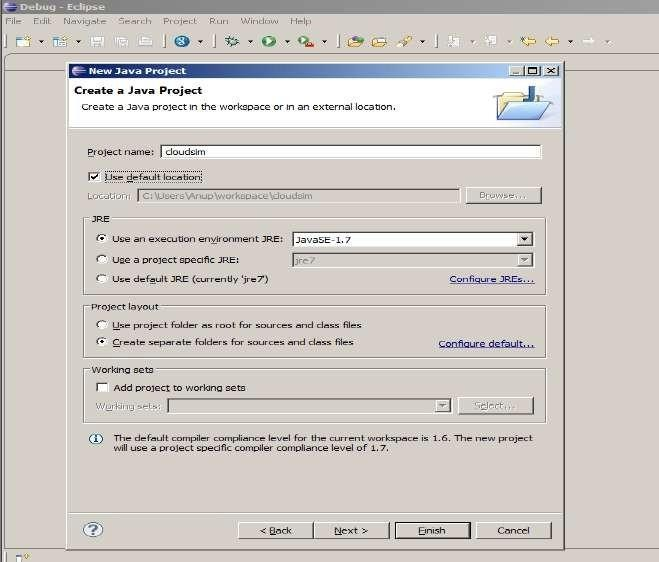 Debug - Eclipse
File Edit Navigate Search Project Run Window Help
New Java Project
Create a Java Project
Create a Java project in the workspace or in an external location.
Project name: cloudsim
Use default location
Location: C:\Users\Anup\workspace\cloudsim Browse...
JRE
Use an execution environment JRE: JavaSE-1.7
Use a project specific JRE: jre7
Use default JRE (currently 'jre7') Configure JREs...
Project layout
Use project folder as root for sources and class files
Create separate folders for sources and class files Configure default...
Working sets
Add project to working sets
Working sets: Select...
The default compiler compliance level for the current workspace is 1.6. The new project
will use a project specific compiler compliance level of 1.7.
< Back Next > Finish Cancel